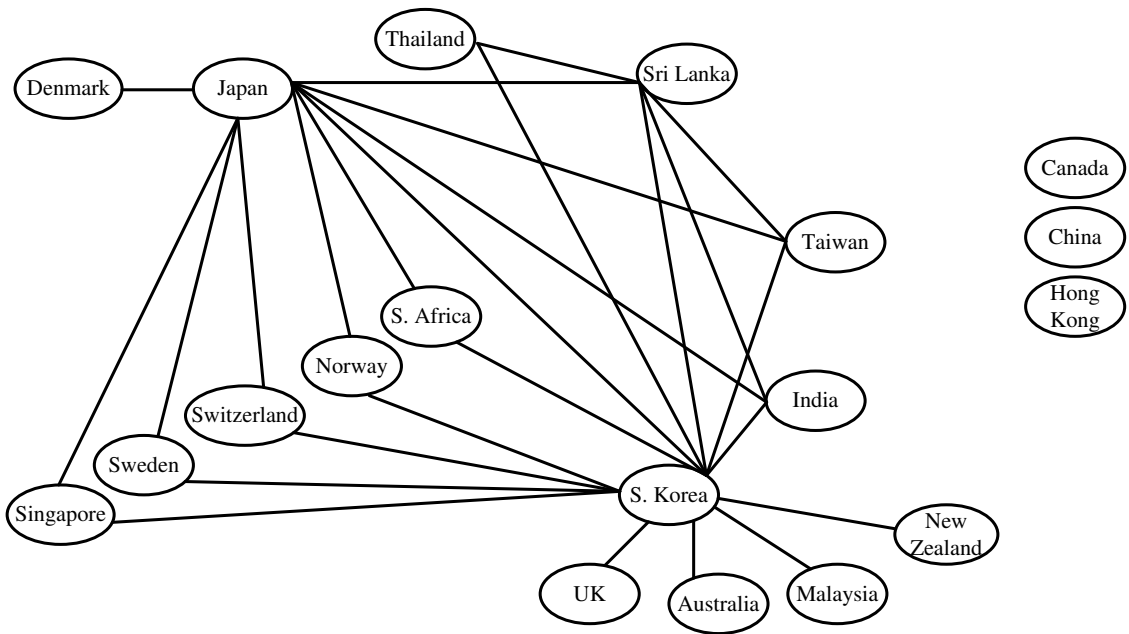 Thailand
Sri Lanka
Denmark
Japan
Canada
China
Taiwan
Hong
Kong
S. Africa
Norway
Switzerland
India
Sweden
S. Korea
Singapore
New
Zealand
UK
Australia
Malaysia